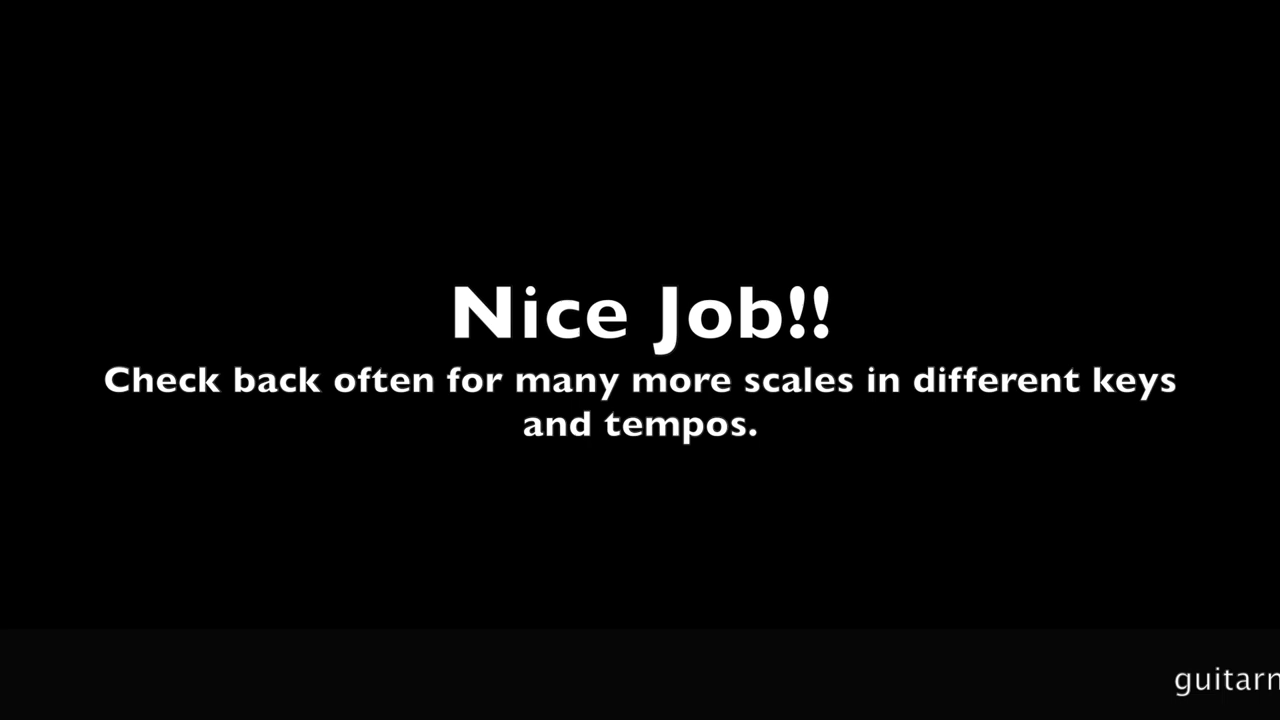 Nice Job!!
Check back often for many more scales in different keys
and tempos.